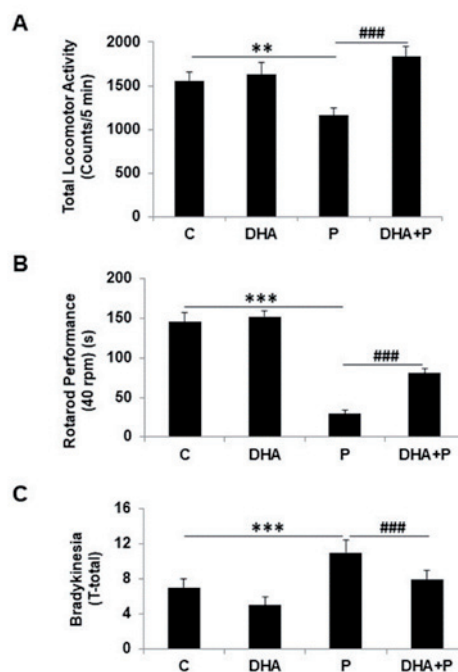 A
Total Locomotor Activity
(Counts/5 min)
2000
1500
1000
500
0
**
###
C DHA P DHA+P
B
Rotarod Performance
(40 rpm) (s)
200
150
100
50
0
***
###
C DHA P DHA+P
C
Bradykinesia
(T-total)
16
12
8
4
0
***
###
C DHA P DHA+P